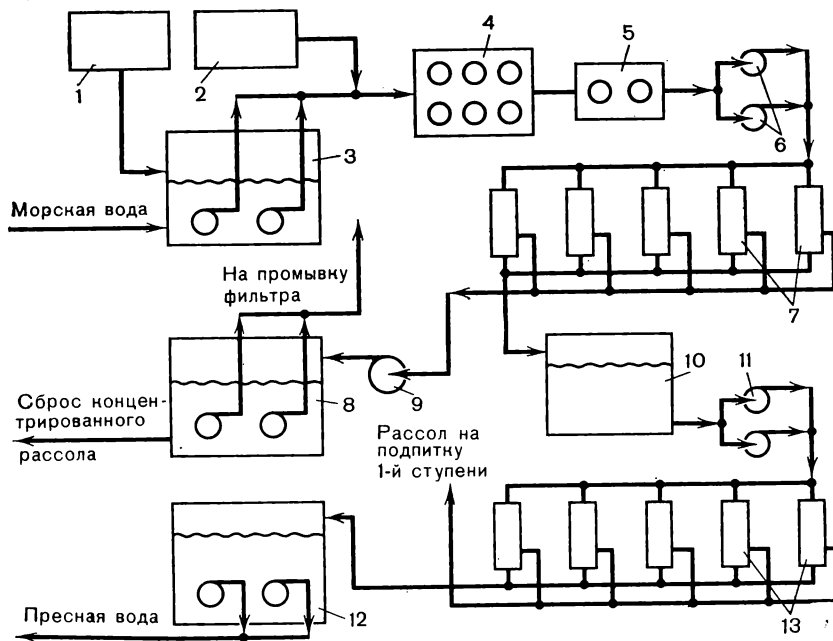 1
2
3
4
5
6
Морская вода
На промывку
фильтра
7
8
9
10
11
Сброс концен-
трированного
рассола
Рассол на
подпитку
1-й ступени
Пресная вода
12
13